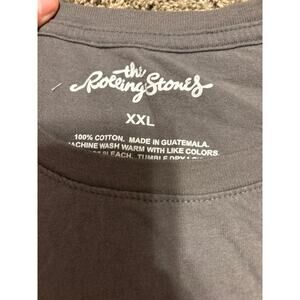 the
Rolling Stones
XXL
100% COTTON. MADE IN GUATEMALA.
MACHINE WASH WARM WITH LIKE COLORS.
BLEACH. TUMBLE DRY